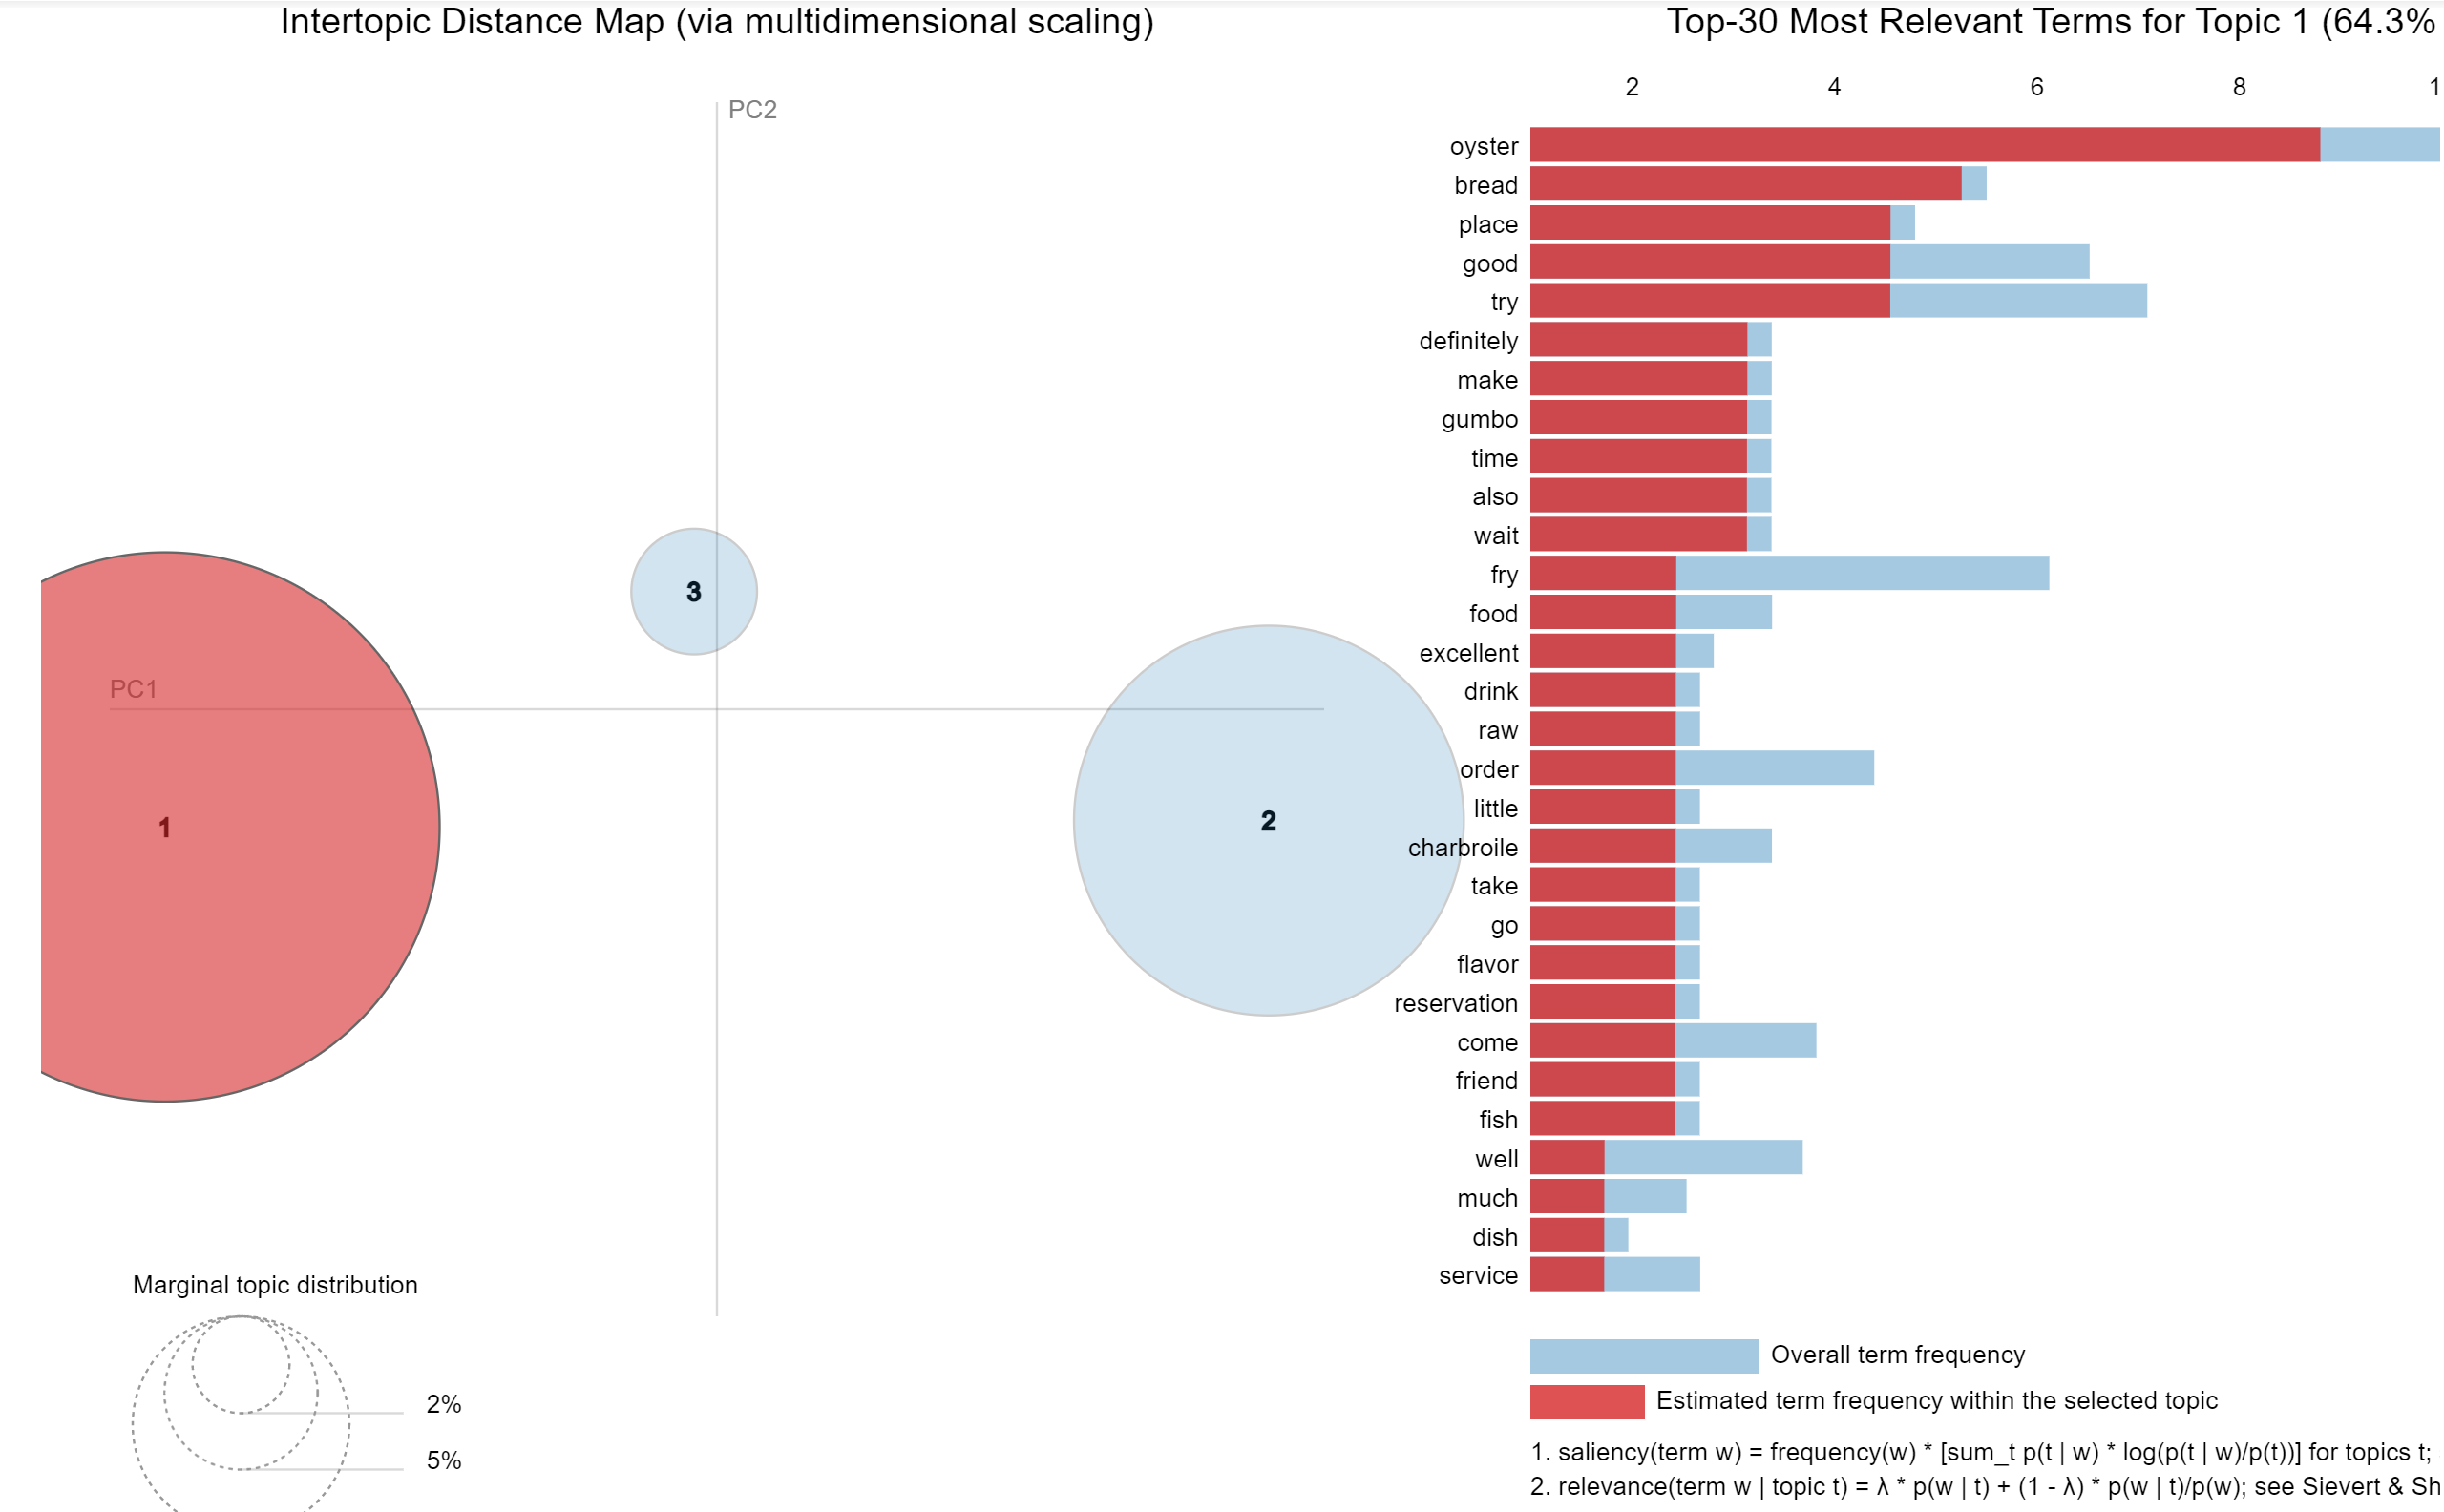 Intertopic Distance Map (via multidimensional scaling)
PC2
PC1
1
2
3
Marginal topic distribution
2%
5%
Top-30 Most Relevant Terms for Topic 1 (64.3%
2 4 6 8 1
oyster
bread
place
good
try
definitely
make
gumbo
time
also
wait
fry
food
excellent
drink
raw
order
little
charbroile
take
go
flavor
reservation
come
friend
fish
well
much
dish
service
Overall term frequency
Estimated term frequency within the selected topic
1. saliency(term w) = frequency(w) * [sum_t p(t | w) * log(p(t | w)/p(t))] for topics t;
2. relevance(term w | topic t) = λ * p(w | t) + (1 - λ) * p(w | t)/p(w); see Sievert & Sh